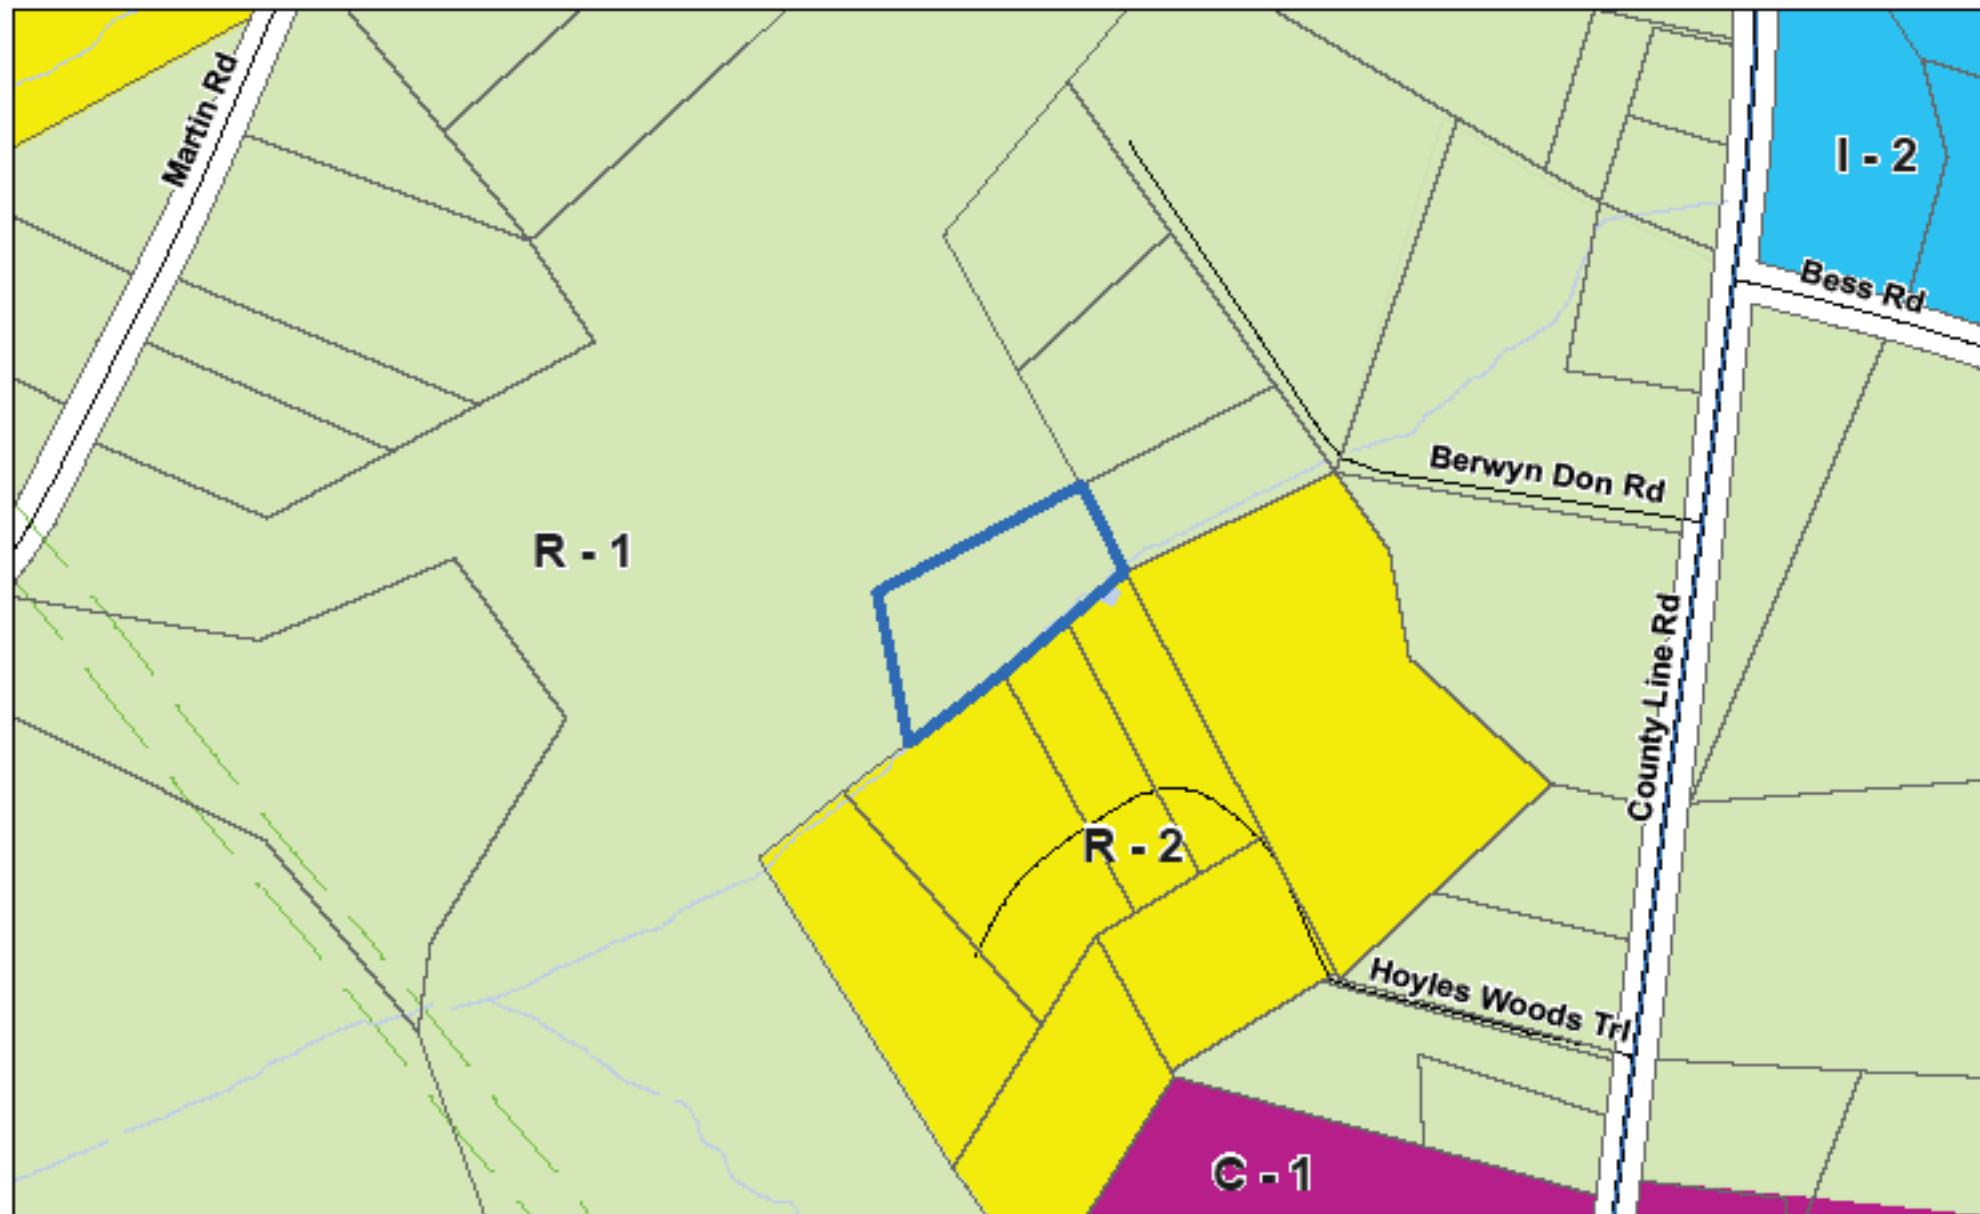 Martin Rd
I - 2
Bess Rd
Berwyn Don Rd
R - 1
County Line Rd
R - 2
Hoyles Woods Trl
C - 1